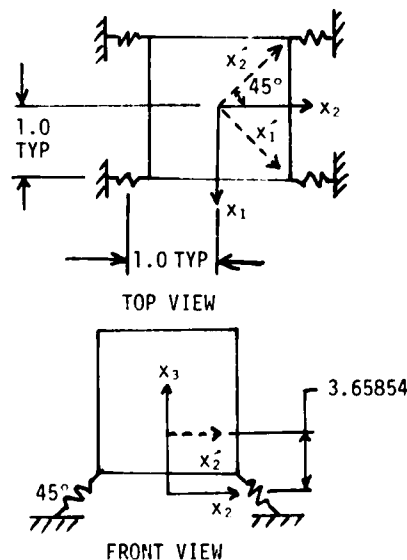 x₂´
45°
x₂
1.0
TYP
x₁´
x₁
1.0 TYP
TOP VIEW
x₃
3.65854
x₂´
45°
x₂
FRONT VIEW